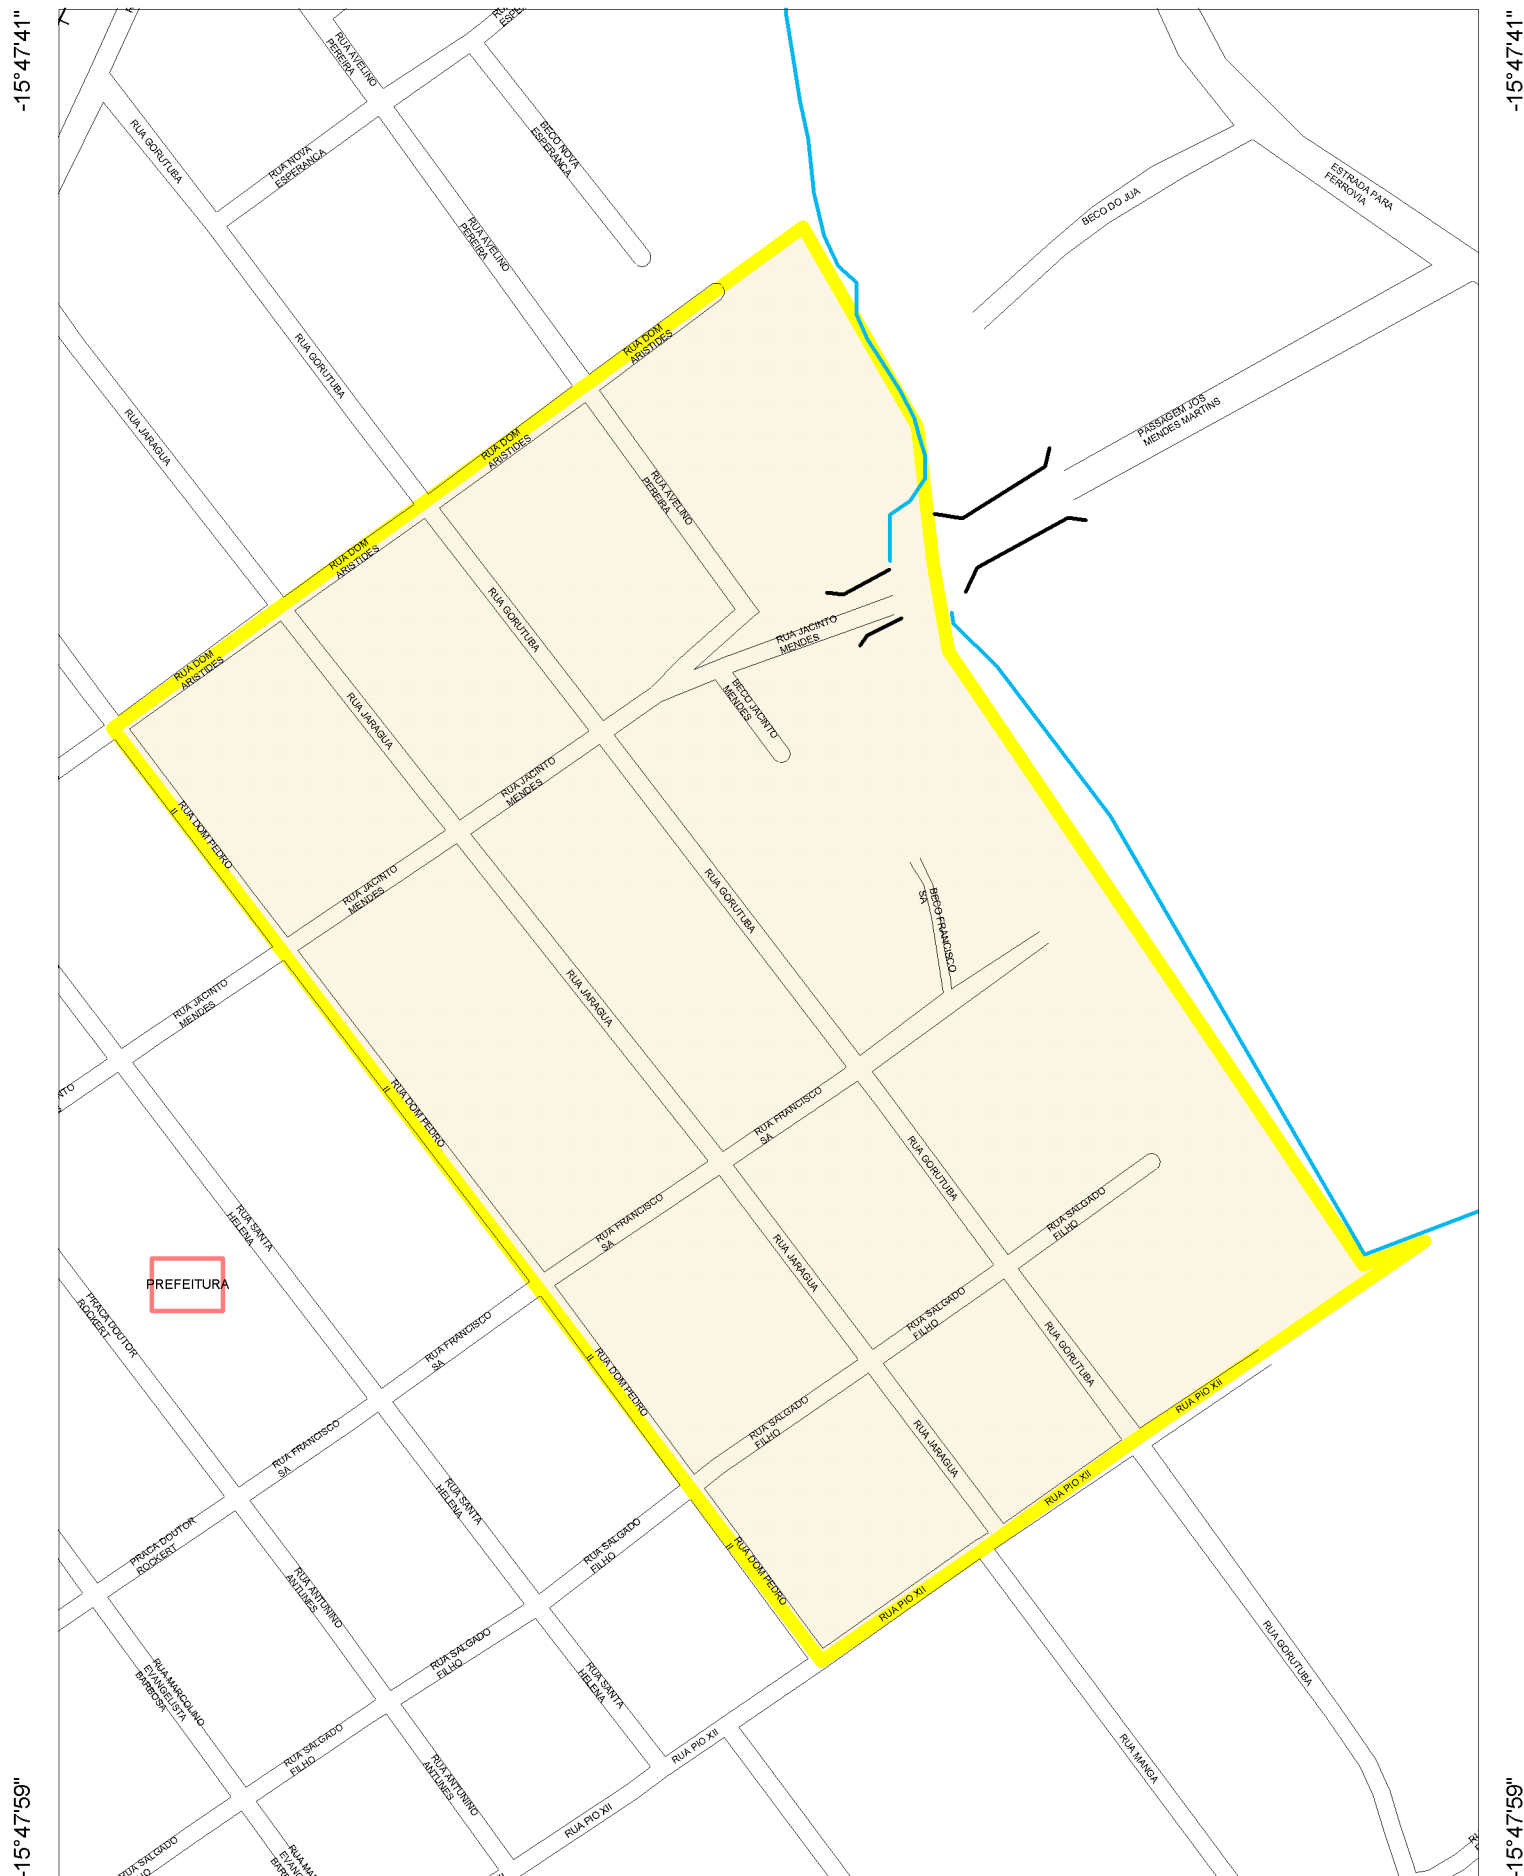 -15°47'41"
-15°47'41"
RUA AVELINO
PEREIRA
RUA GORUTUBA
RUA NOVA
ESPERANCA
BECO NOVA
ESPERANCA
ESTRADA PARA
FERROVIA
BECO DO JUA
RUA AVELINO
PEREIRA
RUA GORUTUBA
RUA DOM
ARISTIDES
RUA JARAGUA
RUA DOM
ARISTIDES
PASSAGEM JOS
MENDES MARTINS
RUA AVELINO
PEREIRA
RUA DOM
ARISTIDES
RUA GORUTUBA
RUA JACINTO
MENDES
RUA DOM
ARISTIDES
RUA JARAGUA
BECO JACINTO
MENDES
RUA JACINTO
MENDES
RUA DOM PEDRO
II
RUA JACINTO
MENDES
RUA GORUTUBA
BECO FRANCISCO
SA
RUA JARAGUA
RUA JACINTO
MENDES
RUA DOM PEDRO
II
RUA FRANCISCO
SA
RUA GORUTUBA
RUA FRANCISCO
SA
RUA SALGADO
FILHO
RUA SANTA
HELENA
RUA JARAGUA
PREFEITURA
PRACA DOUTOR
ROCKERT
RUA FRANCISCO
SA
RUA SALGADO
FILHO
RUA GORUTUBA
RUA DOM PEDRO
II
RUA PIO XII
RUA SALGADO
FILHO
RUA JARAGUA
RUA FRANCISCO
SA
RUA PIO XII
RUA SANTA
HELENA
PRACA DOUTOR
ROCKERT
RUA SALGADO
FILHO
RUA DOM PEDRO
II
RUA ANTUNINO
ANTUNES
RUA PIO XII
RUA SALGADO
FILHO
RUA GORUTUBA
RUA MARCOLINO
EVANGELISTA
BARBOSA
RUA SANTA
HELENA
RUA SALGADO
FILHO
RUA PIO XII
RUA MANGA
RUA ANTUNINO
ANTUNES
RUA PIO XII
RUA SALGADO
-15°47'59"
-15°47'59"